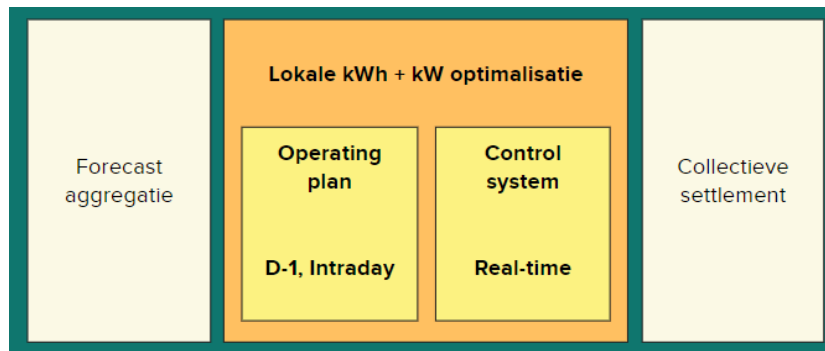 Forecast
aggregatie
Lokale kWh + kW optimalisatie
Operating
plan
D-1, Intraday
Control
system
Real-time
Collectieve
settlement